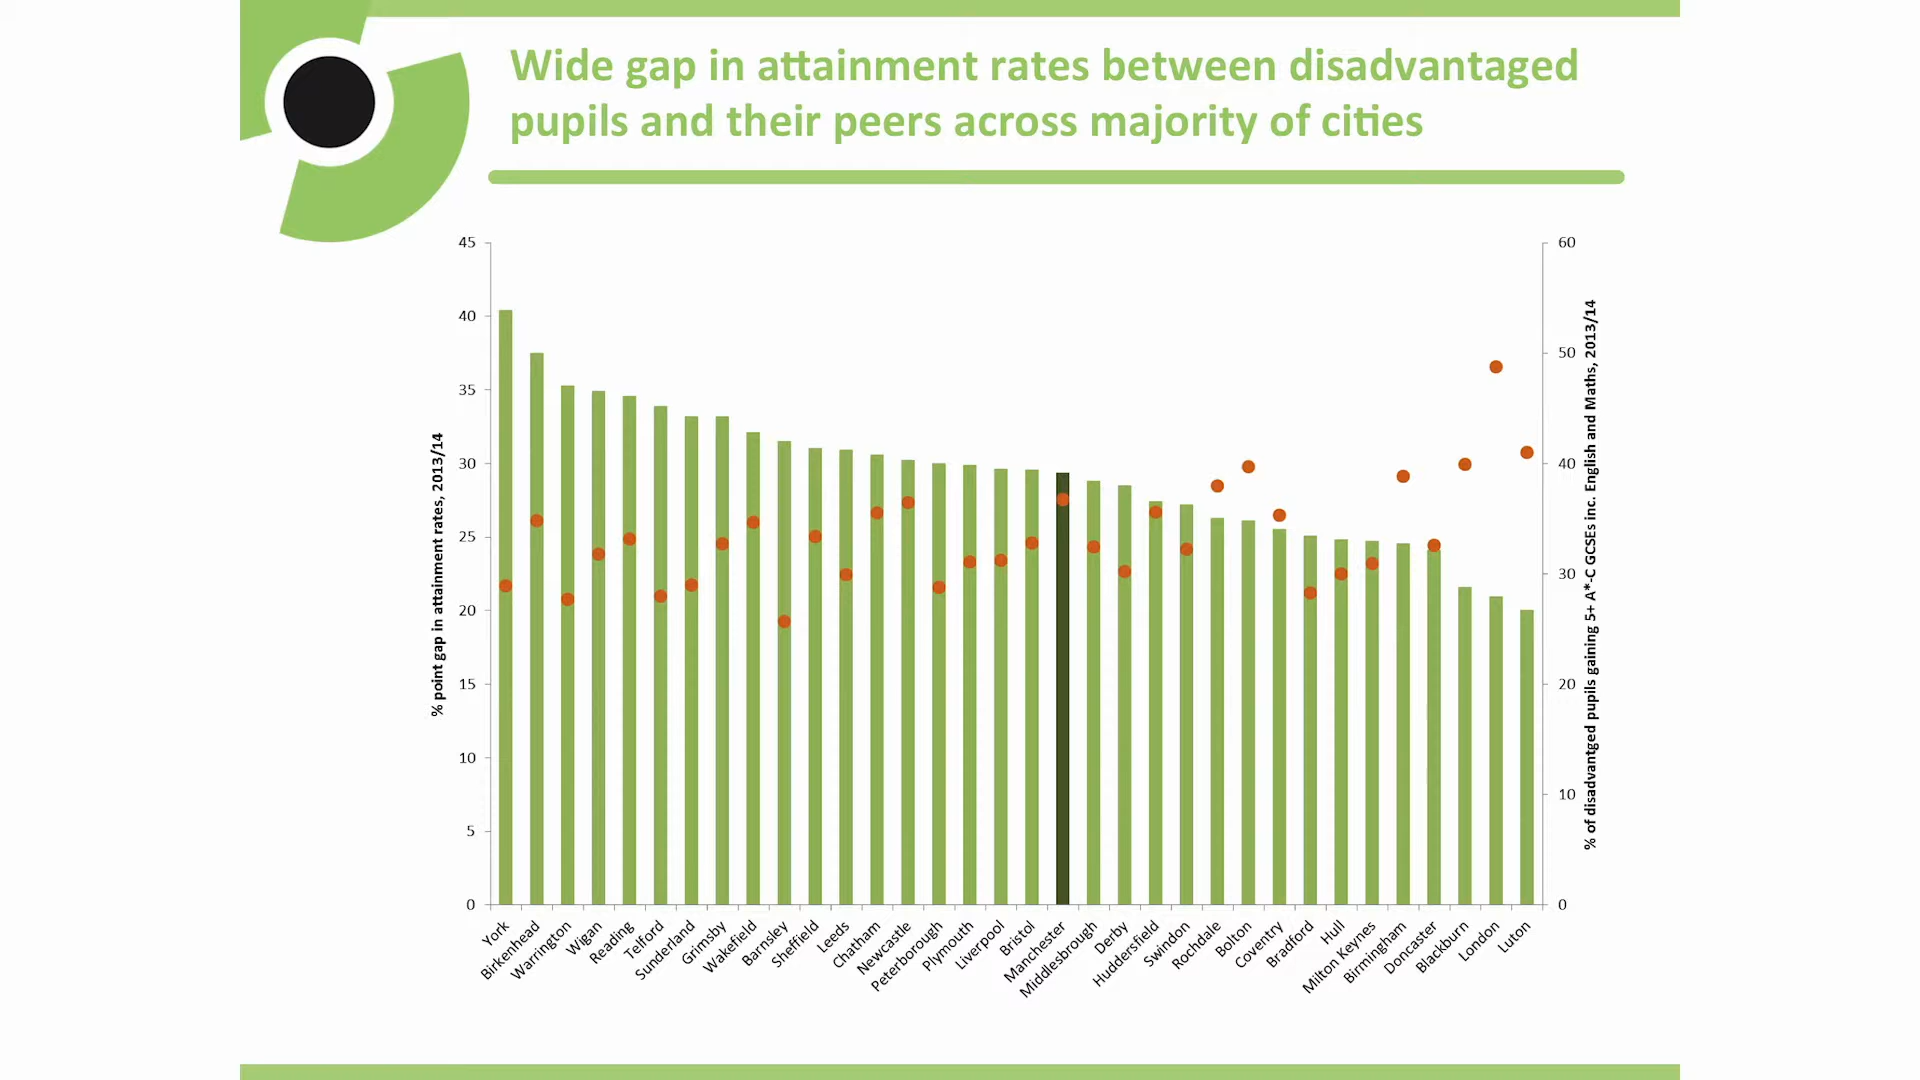 Wide gap in attainment rates between disadvantaged
pupils and their peers across majority of cities
45
40
35
30
25
20
15
10
5
0
% point gap in attainment rates, 2013/14
60
50
40
30
20
10
0
% of disadvantged pupils gaining 5+ A*-C GCSEs inc. English and Maths, 2013/14
York
Birkenhead
Warrington
Wigan
Reading
Telford
Sunderland
Grimsby
Wakefield
Barnsley
Sheffield
Leeds
Chatham
Newcastle
Peterborough
Plymouth
Liverpool
Bristol
Manchester
Middlesbrough
Derby
Huddersfield
Swindon
Rochdale
Bolton
Coventry
Bradford
Hull
Milton Keynes
Birmingham
Doncaster
Blackburn
London
Luton